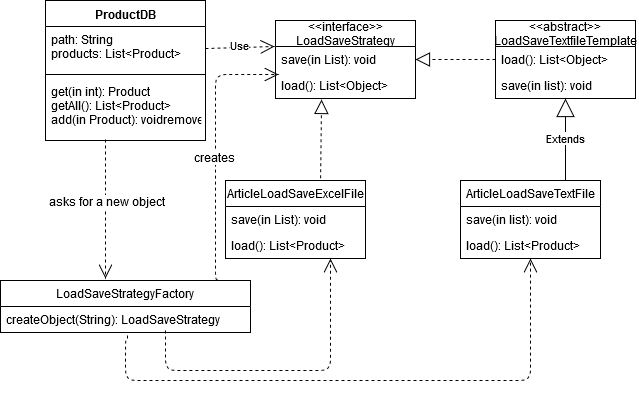 ProductDB
path: String
products: List<Product>
get(in int): Product
getAll(): List<Product>
add(in Product): voidremove
Use
<<interface>>
LoadSaveStrategy
save(in List): void
load(): List<Object>
<<abstract>>
LoadSaveTextfileTemplate
load(): List<Object>
save(in list): void
creates
Extends
asks for a new object
ArticleLoadSaveExcelFile
save(in List): void
load(): List<Product>
ArticleLoadSaveTextFile
save(in list): void
load(): List<Product>
LoadSaveStrategyFactory
createObject(String): LoadSaveStrategy